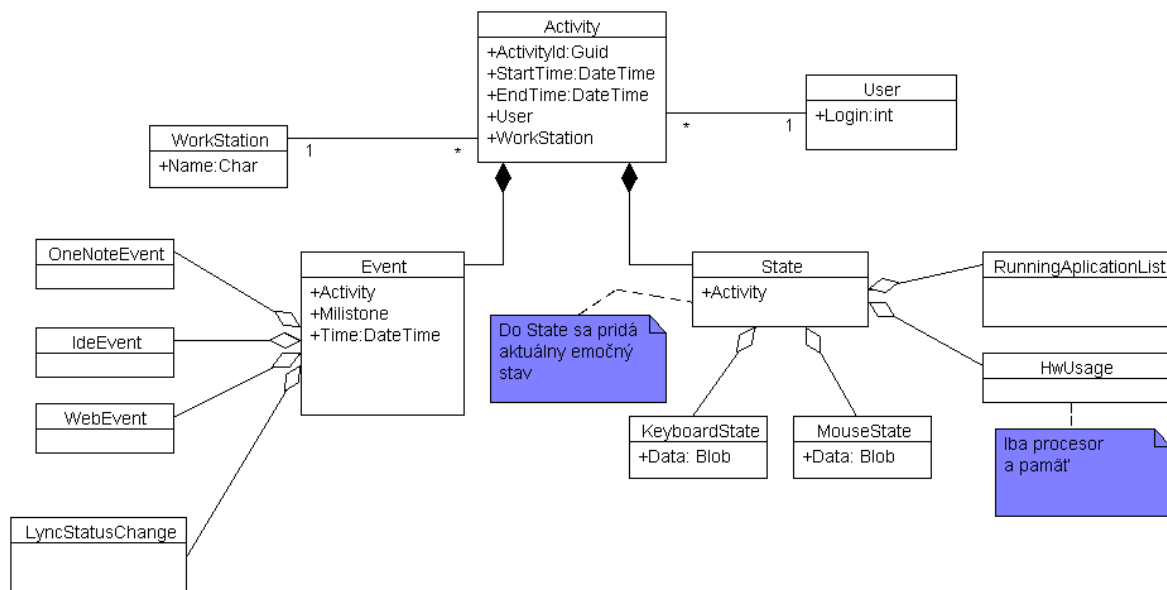 Activity
+ActivityId:Guid
+StartTime:DateTime
+EndTime:DateTime
+User
+WorkStation
User
+Login:int
*
1
WorkStation
+Name:Char
1
*
OneNoteEvent
IdeEvent
WebEvent
LyncStatusChange
Event
+Activity
+Milistone
+Time:DateTime
State
+Activity
Do State sa pridá
aktuálny emočný
stav
RunningAplicationList
HwUsage
KeyboardState
+Data: Blob
MouseState
+Data: Blob
Iba procesor
a pamäť